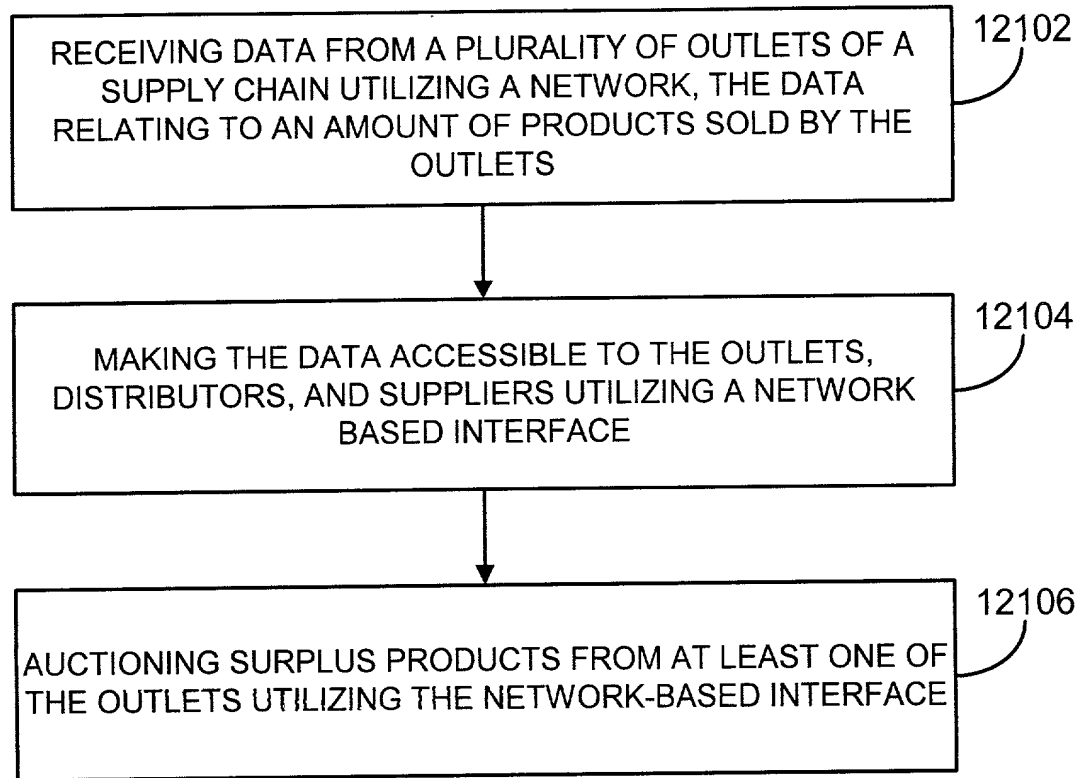 RECEIVING DATA FROM A PLURALITY OF OUTLETS OF A
SUPPLY CHAIN UTILIZING A NETWORK, THE DATA
RELATING TO AN AMOUNT OF PRODUCTS SOLD BY THE
OUTLETS
12102
MAKING THE DATA ACCESSIBLE TO THE OUTLETS,
DISTRIBUTORS, AND SUPPLIERS UTILIZING A NETWORK
BASED INTERFACE
12104
AUCTIONING SURPLUS PRODUCTS FROM AT LEAST ONE OF
THE OUTLETS UTILIZING THE NETWORK-BASED INTERFACE
12106